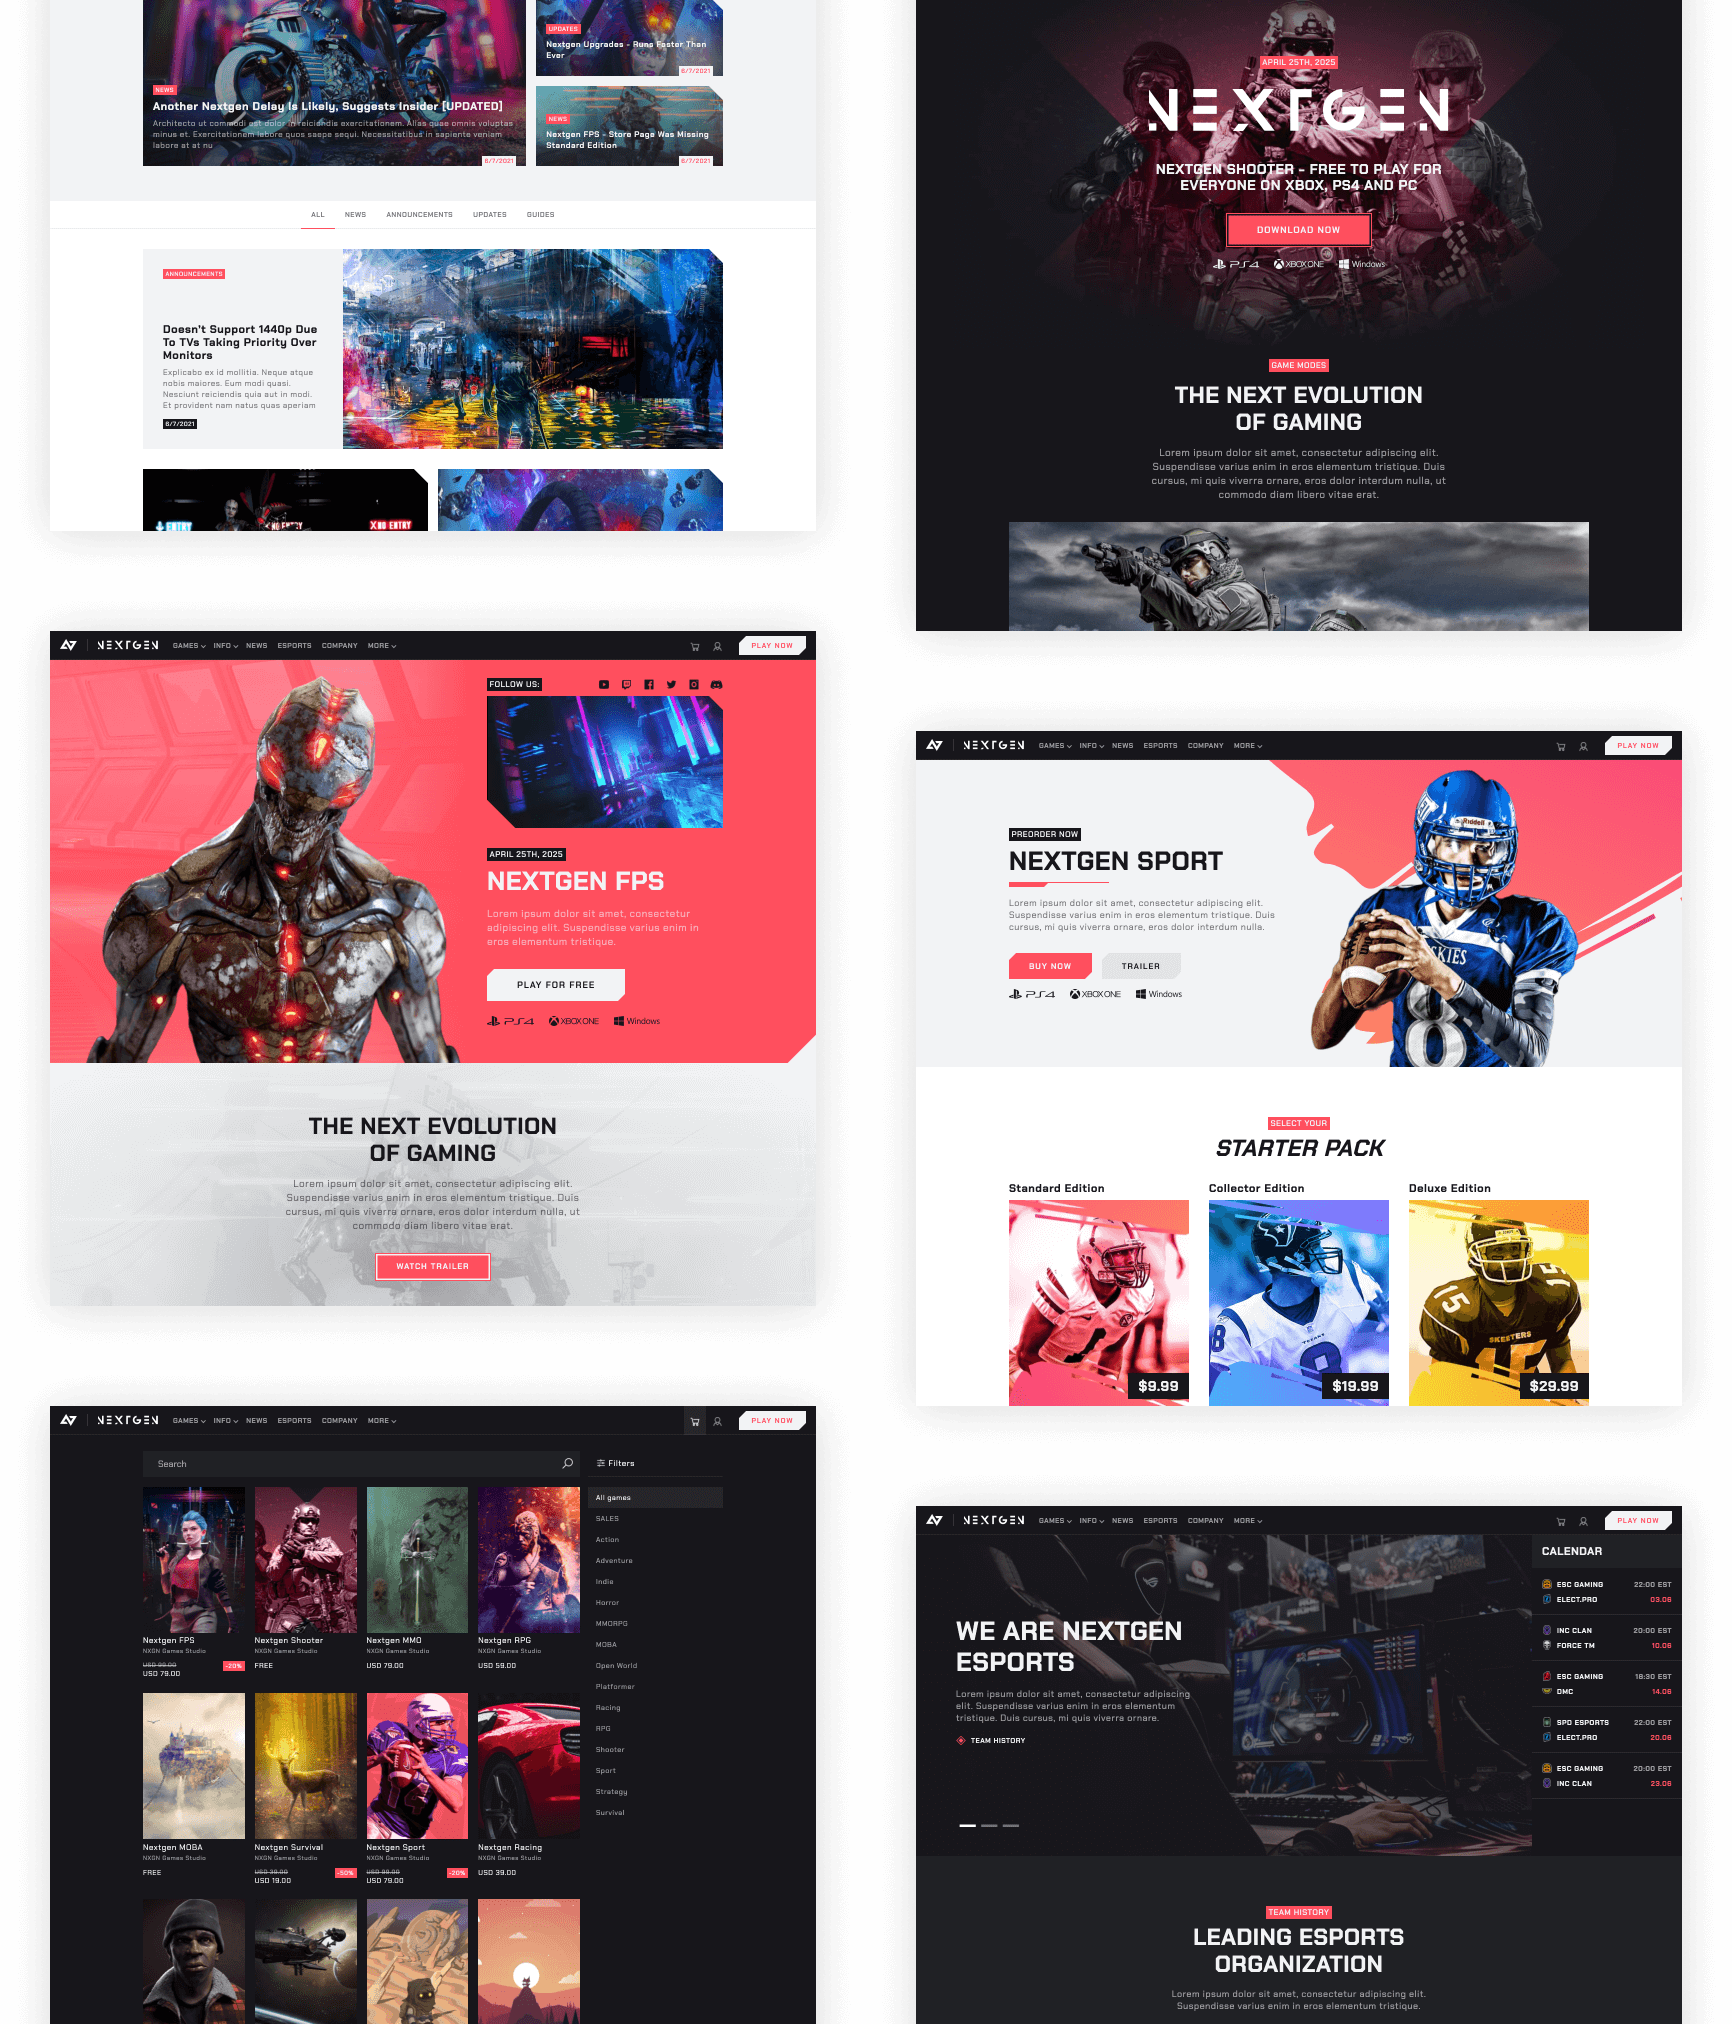 UPDATES
Nextgen Upgrades - Runs Faster Than
Ever
6/7/2021
NEWS
Another Nextgen Delay Is Likely, Suggests Insider [UPDATED]
Architecto ut commodi est dolor in reiciendis exercitationem. Alias quae omnis voluptas
minus et. Exercitationem labore quos saepe sequi. Necessitatibus in sapiente veniam
labore at at nu
6/7/2021
NEWS
Nextgen FPS - Store Page Was Missing
Standard Edition
6/7/2021
ALL NEWS ANNOUNCEMENTS UPDATES GUIDES
ANNOUNCEMENTS
Doesn't Support 1440p Due
To TVs Taking Priority Over
Monitors
Explicabo ex id mollitia. Neque atque
nobis maiores. Eum modi quasi.
Nesciunt reiciendis quia aut in modi.
Et provident nam natus quas aperiam
6/7/2021
ENTRY NO ENTRY NO ENTRY
APRIL 25TH, 2025
NEXTGEN
NEXTGEN SHOOTER - FREE TO PLAY FOR
EVERYONE ON XBOX, PS4 AND PC
DOWNLOAD NOW
PS4 XBOX ONE Windows
GAME MODES
THE NEXT EVOLUTION
OF GAMING
Lorem ipsum dolor sit amet, consectetur adipiscing elit.
Suspendisse varius enim in eros elementum tristique. Duis
cursus, mi quis viverra ornare, eros dolor interdum nulla, ut
commodo diam libero vitae erat.
NEXTGEN GAMES INFO NEWS ESPORTS COMPANY MORE PLAY NOW
FOLLOW US:
APRIL 25TH, 2025
NEXTGEN FPS
Lorem ipsum dolor sit amet, consectetur
adipiscing elit. Suspendisse varius enim in
eros elementum tristique.
PLAY FOR FREE
PS4 XBOX ONE Windows
THE NEXT EVOLUTION
OF GAMING
Lorem ipsum dolor sit amet, consectetur adipiscing elit.
Suspendisse varius enim in eros elementum tristique. Duis
cursus, mi quis viverra ornare, eros dolor interdum nulla, ut
commodo diam libero vitae erat.
WATCH TRAILER
NEXTGEN GAMES INFO NEWS ESPORTS COMPANY MORE PLAY NOW
PREORDER NOW
NEXTGEN SPORT
Lorem ipsum dolor sit amet, consectetur adipiscing elit.
Suspendisse varius enim in eros elementum tristique. Duis
cursus, mi quis viverra ornare, eros dolor interdum nulla.
BUY NOW TRAILER
PS4 XBOX ONE Windows
Riddell
SKIES
8
SELECT YOUR
STARTER PACK
Standard Edition Collector Edition Deluxe Edition
15
SKEETERS
15
$9.99 $19.99 $29.99
NEXTGEN GAMES INFO NEWS ESPORTS COMPANY MORE PLAY NOW
Search
Filters
All games
SALES
Action
Adventure
Indie
Horror
MMORPG
MOBA
Open World
Platformer
Racing
RPG
Shooter
Sport
Strategy
Survival
Nextgen FPS Nextgen Shooter Nextgen MMO Nextgen RPG
NXGN Games Studio NXGN Games Studio NXGN Games Studio NXGN Games Studio
USD 99.00 -20% FREE USD 79.00 USD 59.00
USD 79.00
Nextgen MOBA Nextgen Survival Nextgen Sport Nextgen Racing
NXGN Games Studio NXGN Games Studio NXGN Games Studio NXGN Games Studio
FREE USD 39.00 -50% USD 99.00 -20% USD 39.00
USD 19.00 USD 79.00
NEXTGEN GAMES INFO NEWS ESPORTS COMPANY MORE PLAY NOW
WE ARE NEXTGEN
ESPORTS
Lorem ipsum dolor sit amet, consectetur adipiscing
elit. Suspendisse varius enim in eros elementum
tristique. Duis cursus, mi quis viverra ornare.
TEAM HISTORY
CALENDAR
ESC GAMING 22:00 EST
ELECT.PRO 03.06
INC CLAN 20:00 EST
FORCE TM 10.06
ESC GAMING 18:30 EST
DMC 14.06
SPD ESPORTS 22:00 EST
ELECT.PRO 20.06
ESC GAMING 20:00 EST
INC CLAN 23.06
TEAM HISTORY
LEADING ESPORTS
ORGANIZATION
Lorem ipsum dolor sit amet, consectetur adipiscing elit.
Suspendisse varius enim in eros elementum tristique.